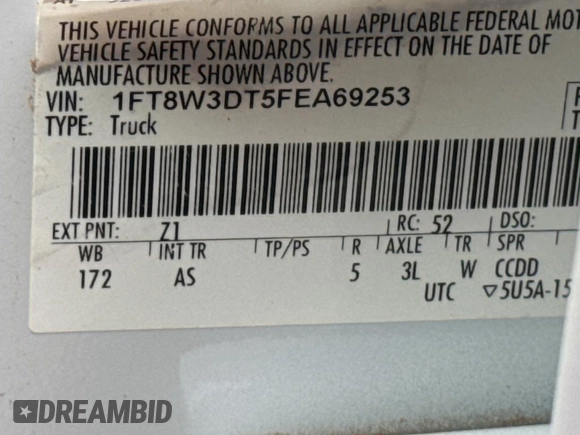 THIS VEHICLE CONFORMS TO ALL APPLICABLE FEDERAL MOT
VEHICLE SAFETY STANDARDS IN EFFECT ON THE DATE OF
MANUFACTURE SHOWN ABOVE.
VIN: 1FT8W3DT5FEA69253
TYPE: Truck
EXT PNT: Z1 RC: 52 DSO:
WB INT TR TP/PS R AXLE TR SPR
172 AS 5 3L W CCDD
UTC ▽5U5A-15
DREAMBID